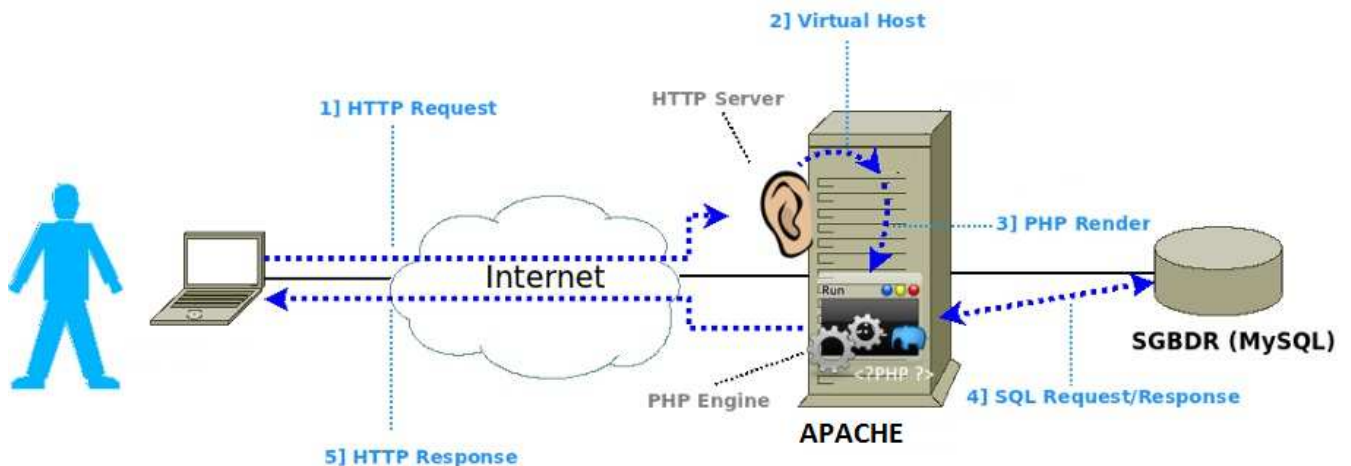 2] Virtual Host
HTTP Server
1] HTTP Request
3] PHP Render
Internet
Run
SGBDR (MySQL)
<?PHP ?>
PHP Engine
4] SQL Request/Response
APACHE
5] HTTP Response